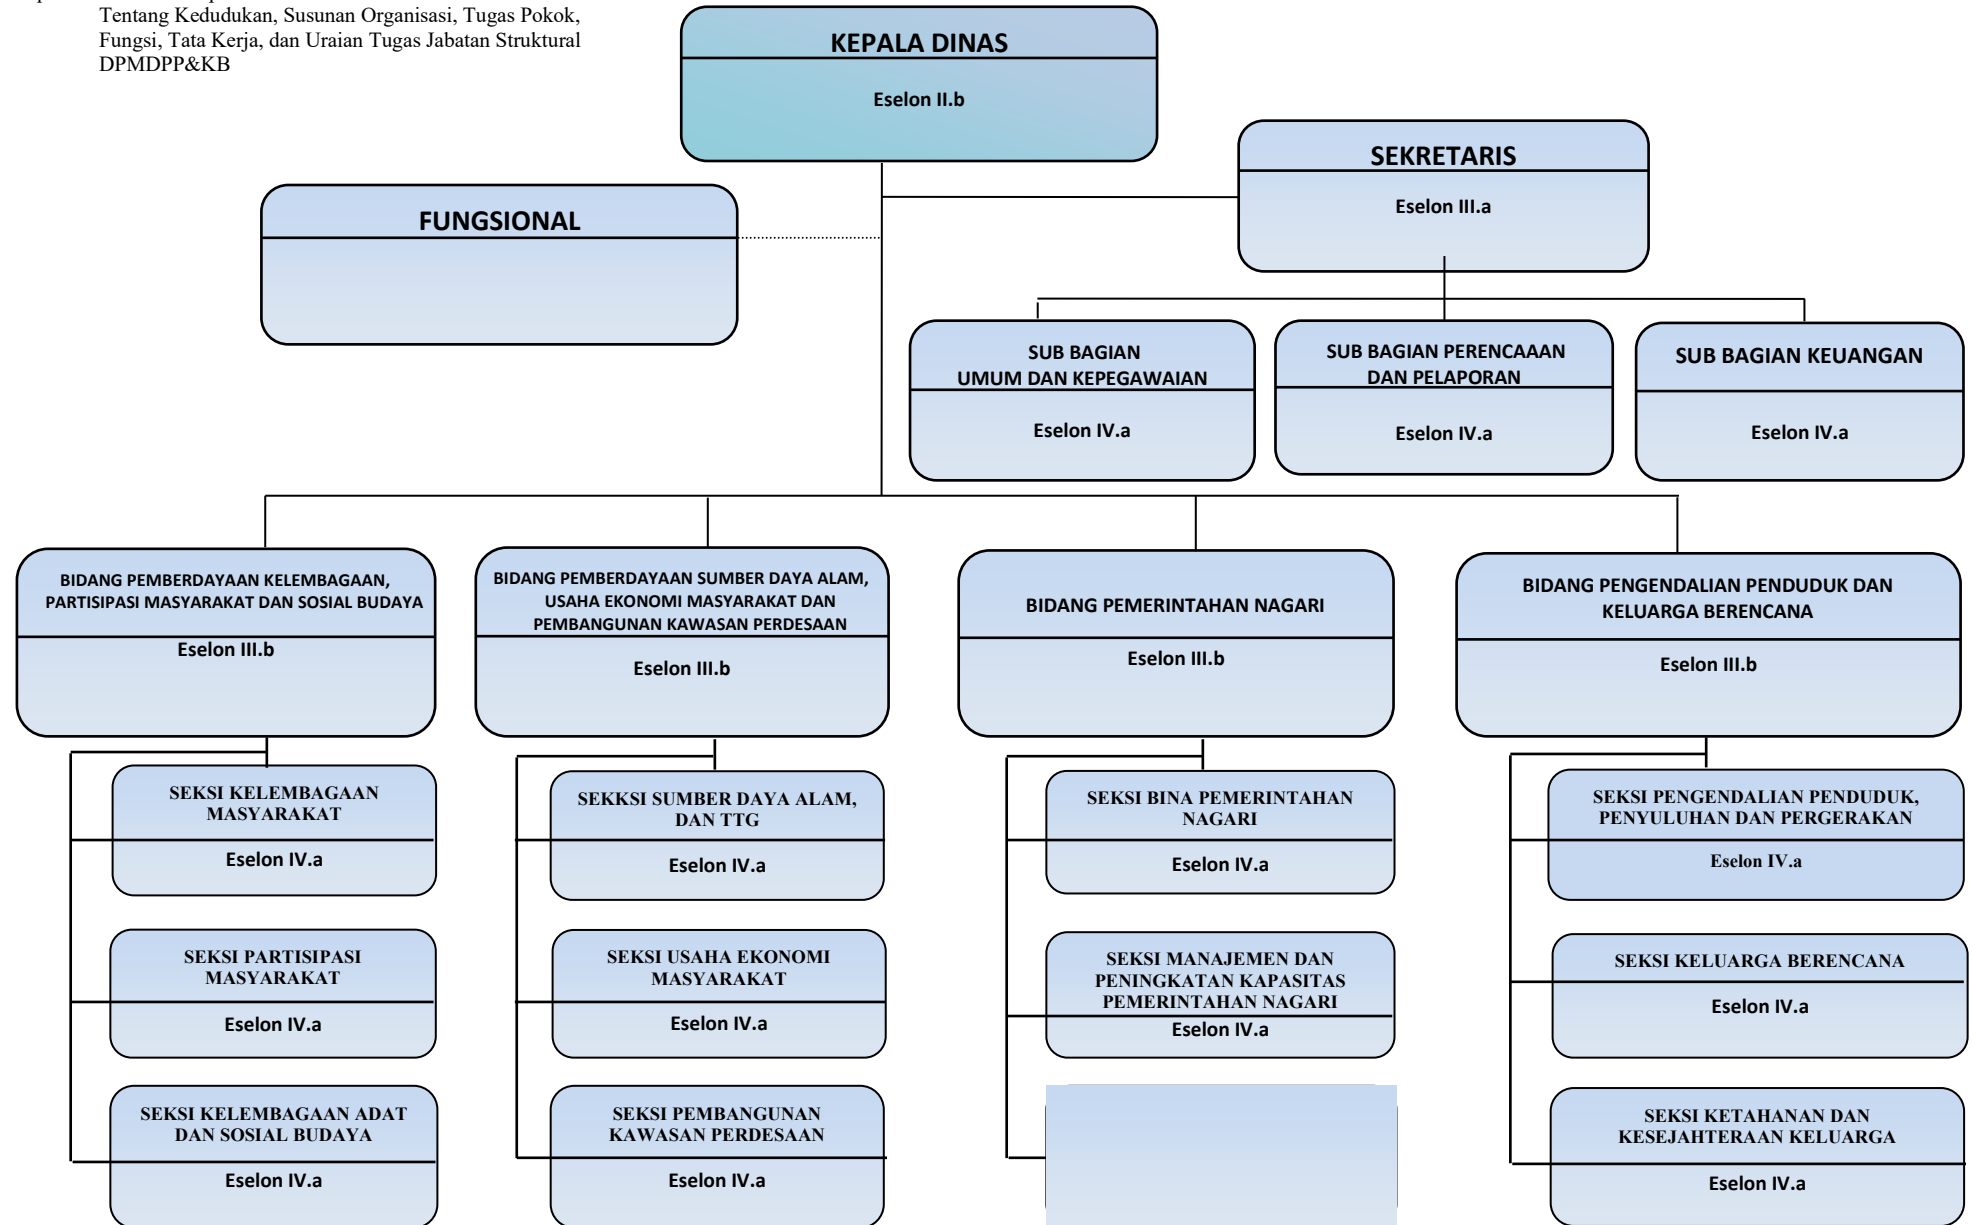 Tentang Kedudukan, Susunan Organisasi, Tugas Pokok,
Fungsi, Tata Kerja, dan Uraian Tugas Jabatan Struktural
DPMDPP&KB
KEPALA DINAS
Eselon II.b
SEKRETARIS
Eselon III.a
FUNGSIONAL
SUB BAGIAN
UMUM DAN KEPEGAWAIAN
Eselon IV.a
SUB BAGIAN PERENCAAAN
DAN PELAPORAN
Eselon IV.a
SUB BAGIAN KEUANGAN
Eselon IV.a
BIDANG PEMBERDAYAAN KELEMBAGAAN,
PARTISIPASI MASYARAKAT DAN SOSIAL BUDAYA
Eselon III.b
BIDANG PEMBERDAYAAN SUMBER DAYA ALAM,
USAHA EKONOMI MASYARAKAT DAN
PEMBANGUNAN KAWASAN PERDESAAN
Eselon III.b
BIDANG PEMERINTAHAN NAGARI
Eselon III.b
BIDANG PENGENDALIAN PENDUDUK DAN
KELUARGA BERENCANA
Eselon III.b
SEKSI KELEMBAGAAN
MASYARAKAT
Eselon IV.a
SEKKSI SUMBER DAYA ALAM,
DAN TTG
Eselon IV.a
SEKSI BINA PEMERINTAHAN
NAGARI
Eselon IV.a
SEKSI PENGENDALIAN PENDUDUK,
PENYULUHAN DAN PERGERAKAN
Eselon IV.a
SEKSI PARTISIPASI
MASYARAKAT
Eselon IV.a
SEKSI USAHA EKONOMI
MASYARAKAT
Eselon IV.a
SEKSI MANAJEMEN DAN
PENINGKATAN KAPASITAS
PEMERINTAHAN NAGARI
Eselon IV.a
SEKSI KELUARGA BERENCANA
Eselon IV.a
SEKSI KELEMBAGAAN ADAT
DAN SOSIAL BUDAYA
Eselon IV.a
SEKSI PEMBANGUNAN
KAWASAN PERDESAAN
Eselon IV.a
SEKSI KETAHANAN DAN
KESEJAHTERAAN KELUARGA
Eselon IV.a